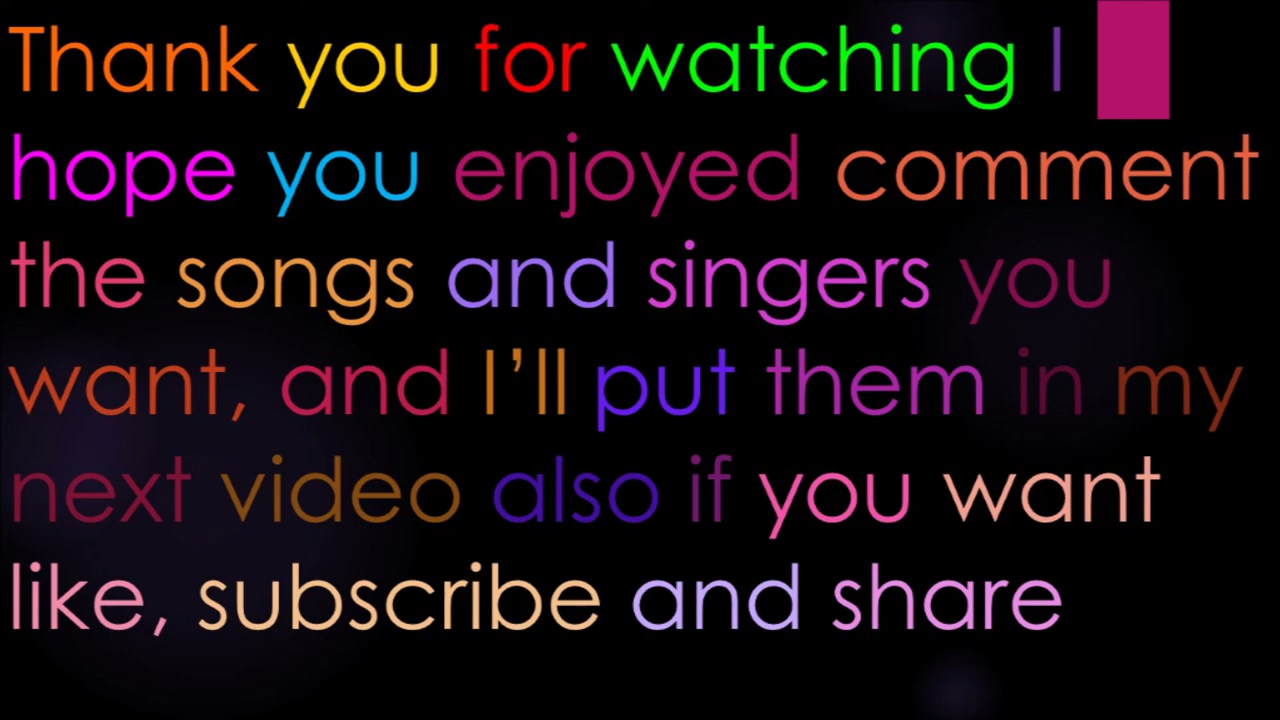 Thank you for watching I
hope you enjoyed comment
the songs and singers you
want, and I’ll put them in my
next video also if you want
like, subscribe and share